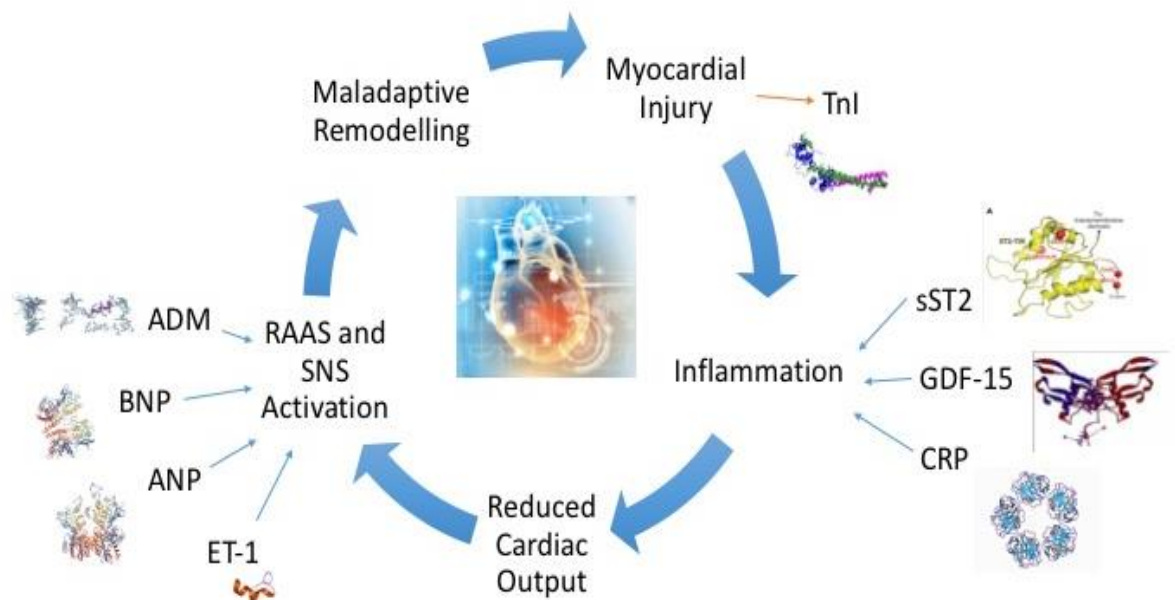 Maladaptive
Remodelling
Myocardial
Injury
TnI
A
sST2
GDF-15
CRP
Inflammation
Reduced
Cardiac
Output
RAAS and
SNS
Activation
ADM
BNP
ANP
ET-1